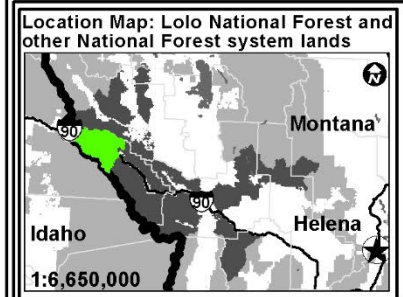 Location Map: Lolo National Forest and
other National Forest system lands
N
90
Montana
90
Helena
Idaho
1:6,650,000